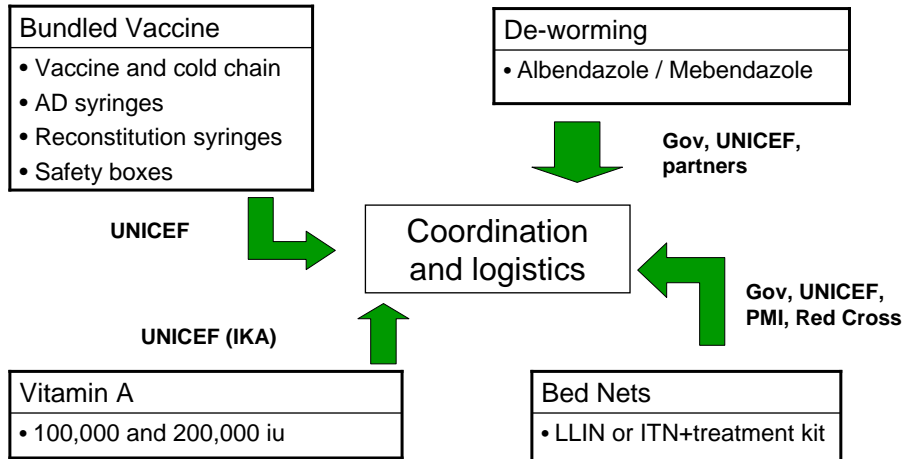 Bundled Vaccine
• Vaccine and cold chain
• AD syringes
• Reconstitution syringes
• Safety boxes
De-worming
• Albendazole / Mebendazole
Gov, UNICEF,
partners
UNICEF
Coordination
and logistics
Gov, UNICEF,
PMI, Red Cross
UNICEF (IKA)
Vitamin A
• 100,000 and 200,000 iu
Bed Nets
• LLIN or ITN+treatment kit